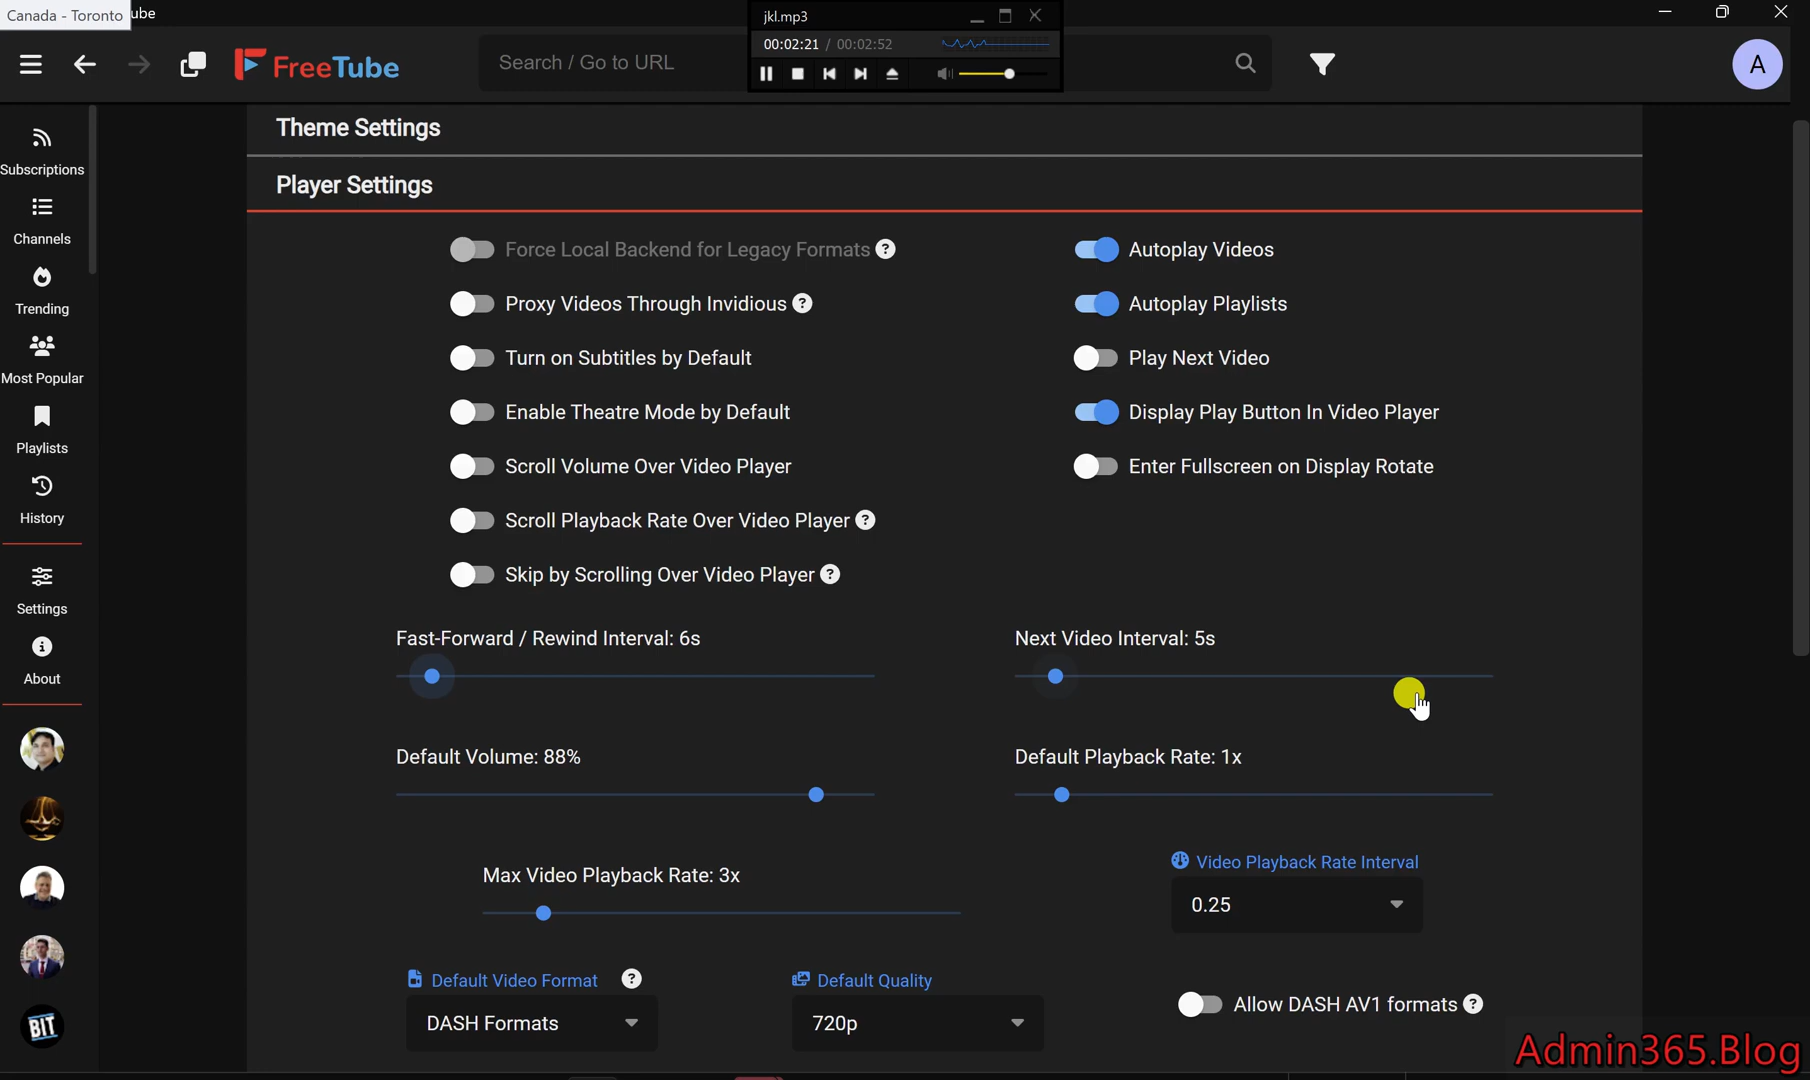 Canada - Toronto
ube
jkl.mp3
00:02:21 / 00:02:52
FreeTube
Search / Go to URL
A
Subscriptions
Channels
Trending
Most Popular
Playlists
History
Settings
About
BIT
Theme Settings
Player Settings
Force Local Backend for Legacy Formats ?
Proxy Videos Through Invidious ?
Turn on Subtitles by Default
Enable Theatre Mode by Default
Scroll Volume Over Video Player
Scroll Playback Rate Over Video Player ?
Skip by Scrolling Over Video Player ?
Autoplay Videos
Autoplay Playlists
Play Next Video
Display Play Button In Video Player
Enter Fullscreen on Display Rotate
Fast-Forward / Rewind Interval: 6s
Next Video Interval: 5s
Default Volume: 88%
Default Playback Rate: 1x
Max Video Playback Rate: 3x
Video Playback Rate Interval
0.25
Default Video Format ?
DASH Formats
Default Quality
720p
Allow DASH AV1 formats ?
Admin365.Blog